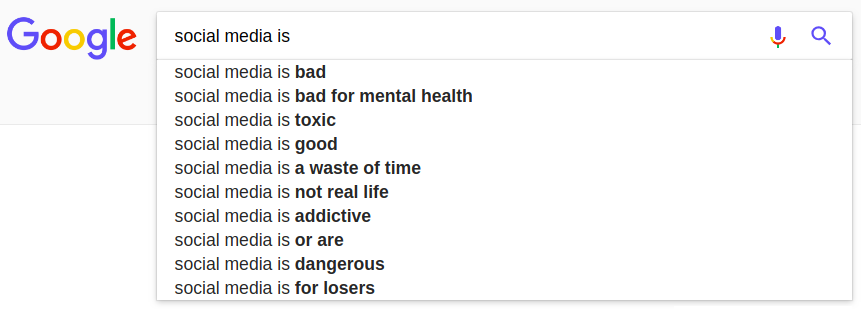 Google
social media is
social media is bad
social media is bad for mental health
social media is toxic
social media is good
social media is a waste of time
social media is not real life
social media is addictive
social media is or are
social media is dangerous
social media is for losers